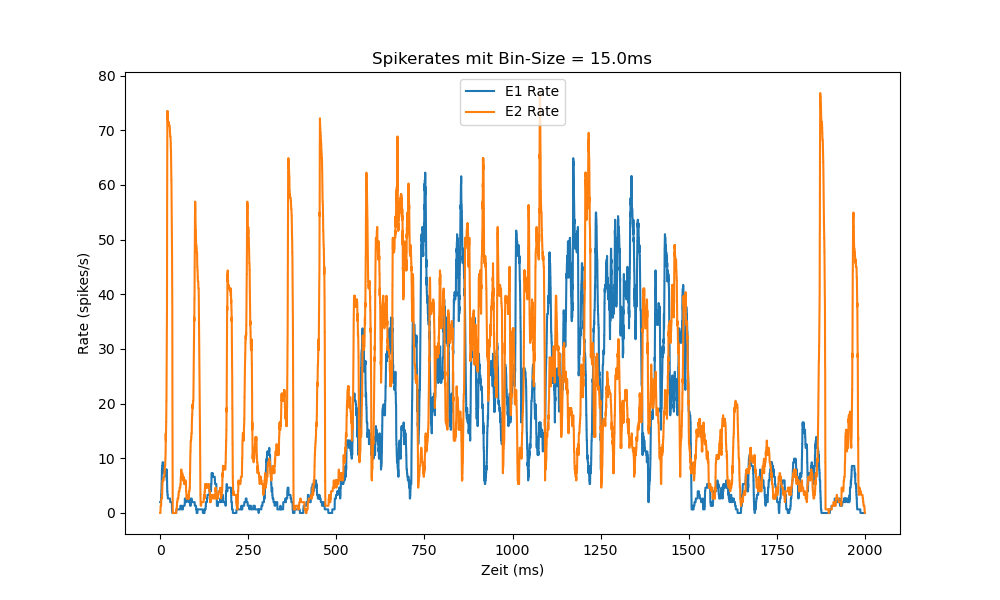 Spikerates mit Bin-Size = 15.0ms
E1 Rate
E2 Rate
Rate (spikes/s)
80
70
60
50
40
30
20
10
0
0 250 500 750 1000 1250 1500 1750 2000
Zeit (ms)